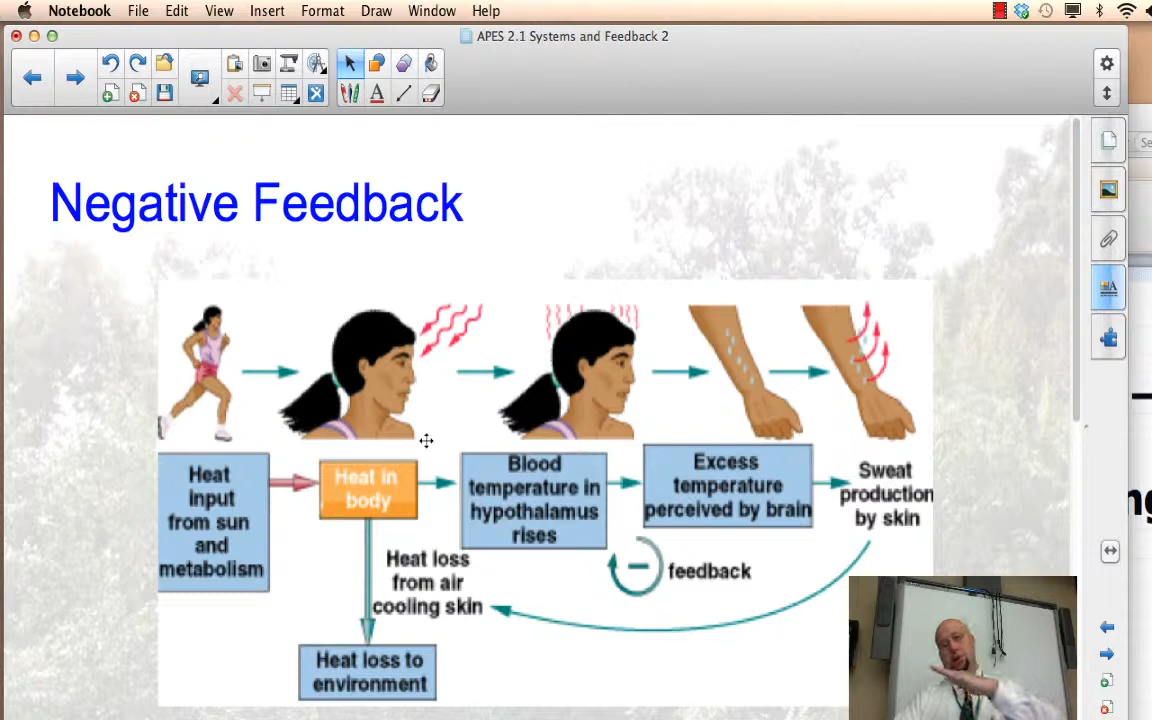 Notebook File Edit View Insert Format Draw Window Help
APES 2.1 Systems and Feedback 2
Negative Feedback
Heat
input
from sun
and
metabolism
Heat in
body
Blood
temperature in
hypothalamus
rises
Excess
temperature
perceived by brain
Sweat
production
by skin
Heat loss
from air
cooling skin
feedback
Heat loss to
environment